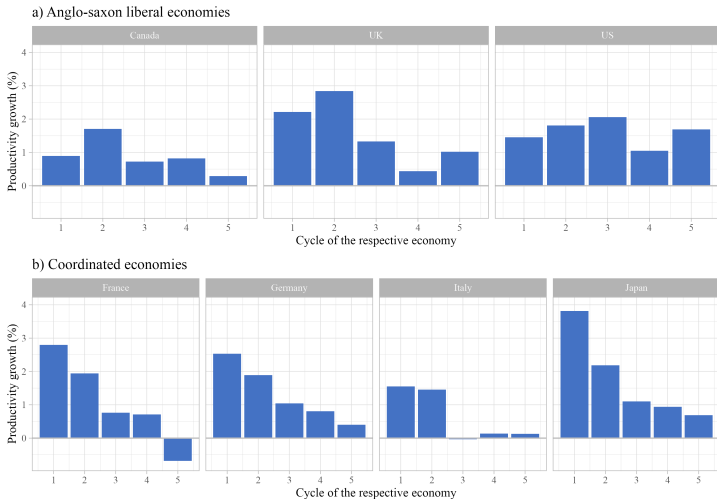 a) Anglo-saxon liberal economies
Canada UK US
Productivity growth (%)
4
3
2
1
0
1 2 3 4 5 1 2 3 4 5 1 2 3 4 5
Cycle of the respective economy
b) Coordinated economies
France Germany Italy Japan
Productivity growth (%)
4
3
2
1
0
1 2 3 4 5 1 2 3 4 5 1 2 3 4 5 1 2 3 4 5
Cycle of the respective economy